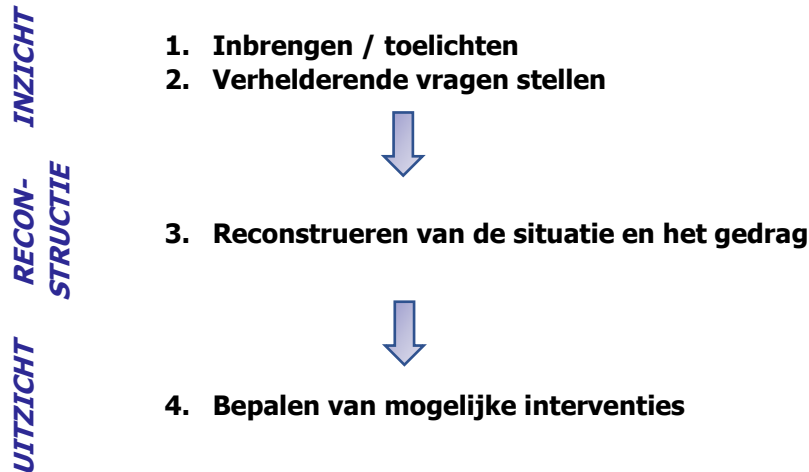 INZICHT
1. Inbrengen / toelichten
2. Verhelderende vragen stellen
RECON-
STRUCTIE
3. Reconstrueren van de situatie en het gedrag
UITZICHT
4. Bepalen van mogelijke interventies